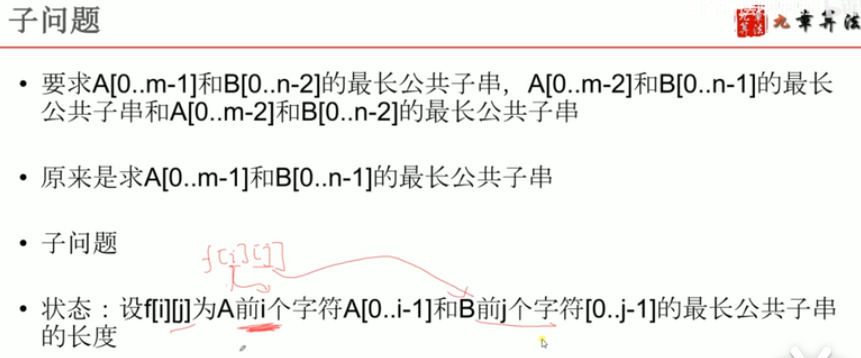 子问题
九章算法
• 要求A[0..m-1]和B[0..n-2]的最长公共子串，A[0..m-2]和B[0..n-1]的最长
公共子串和A[0..m-2]和B[0..n-2]的最长公共子串
• 原来是求A[0..m-1]和B[0..n-1]的最长公共子串
• 子问题
f[i][j]
• 状态：设f[i][j]为A前i个字符A[0..i-1]和B前j个字符[0..j-1]的最长公共子串
的长度